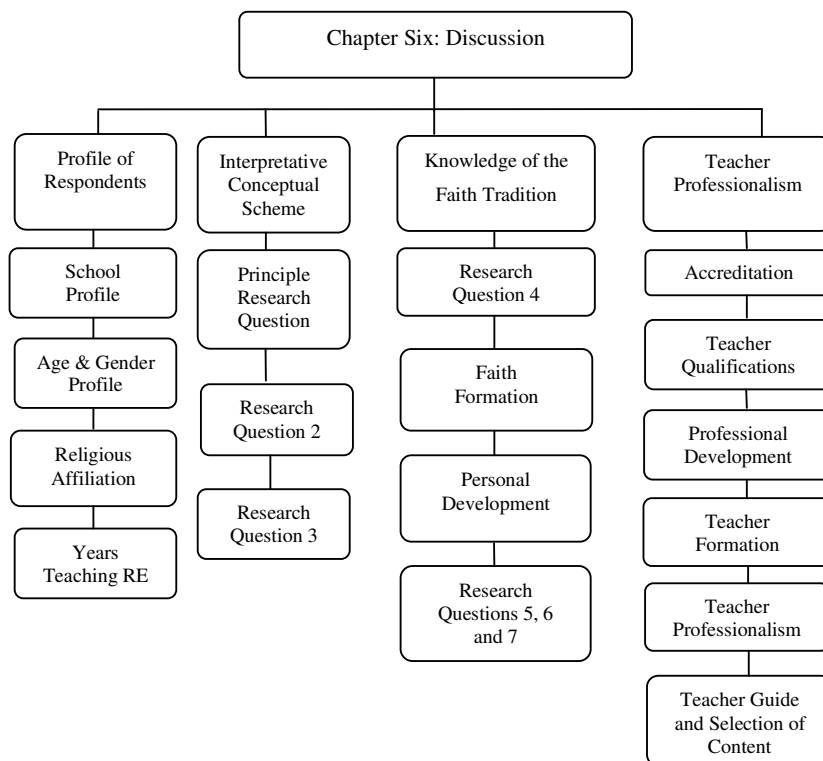 Chapter Six: Discussion
Profile of
Respondents
School
Profile
Age & Gender
Profile
Religious
Affiliation
Years
Teaching RE
Interpretative
Conceptual
Scheme
Principle
Research
Question
Research
Question 2
Research
Question 3
Knowledge of the
Faith Tradition
Research
Question 4
Faith
Formation
Personal
Development
Research
Questions 5, 6
and 7
Teacher
Professionalism
Accreditation
Teacher
Qualifications
Professional
Development
Teacher
Formation
Teacher
Professionalism
Teacher Guide
and Selection of
Content